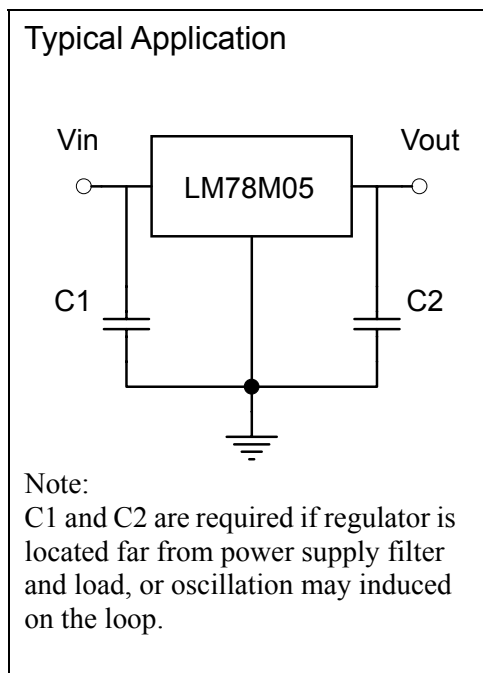 Typical Application
Vin
Vout
LM78M05
C1
C2
Note:
C1 and C2 are required if regulator is
located far from power supply filter
and load, or oscillation may induced
on the loop.